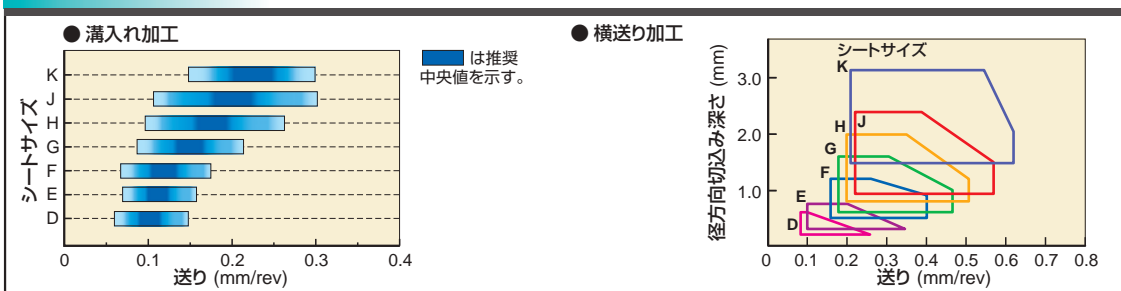 ● 溝入れ加工
K
J
H
G
F
E
D
シートサイズ
0 0.1 0.2 0.3 0.4
送り (mm/rev)
は推奨
中央値を示す。
● 横送り加工
シートサイズ
K
J
H
G
F
E
D
径方向切込み深さ (mm)
3.0
2.0
1.0
0 0.1 0.2 0.3 0.4 0.5 0.6 0.7 0.8
送り (mm/rev)